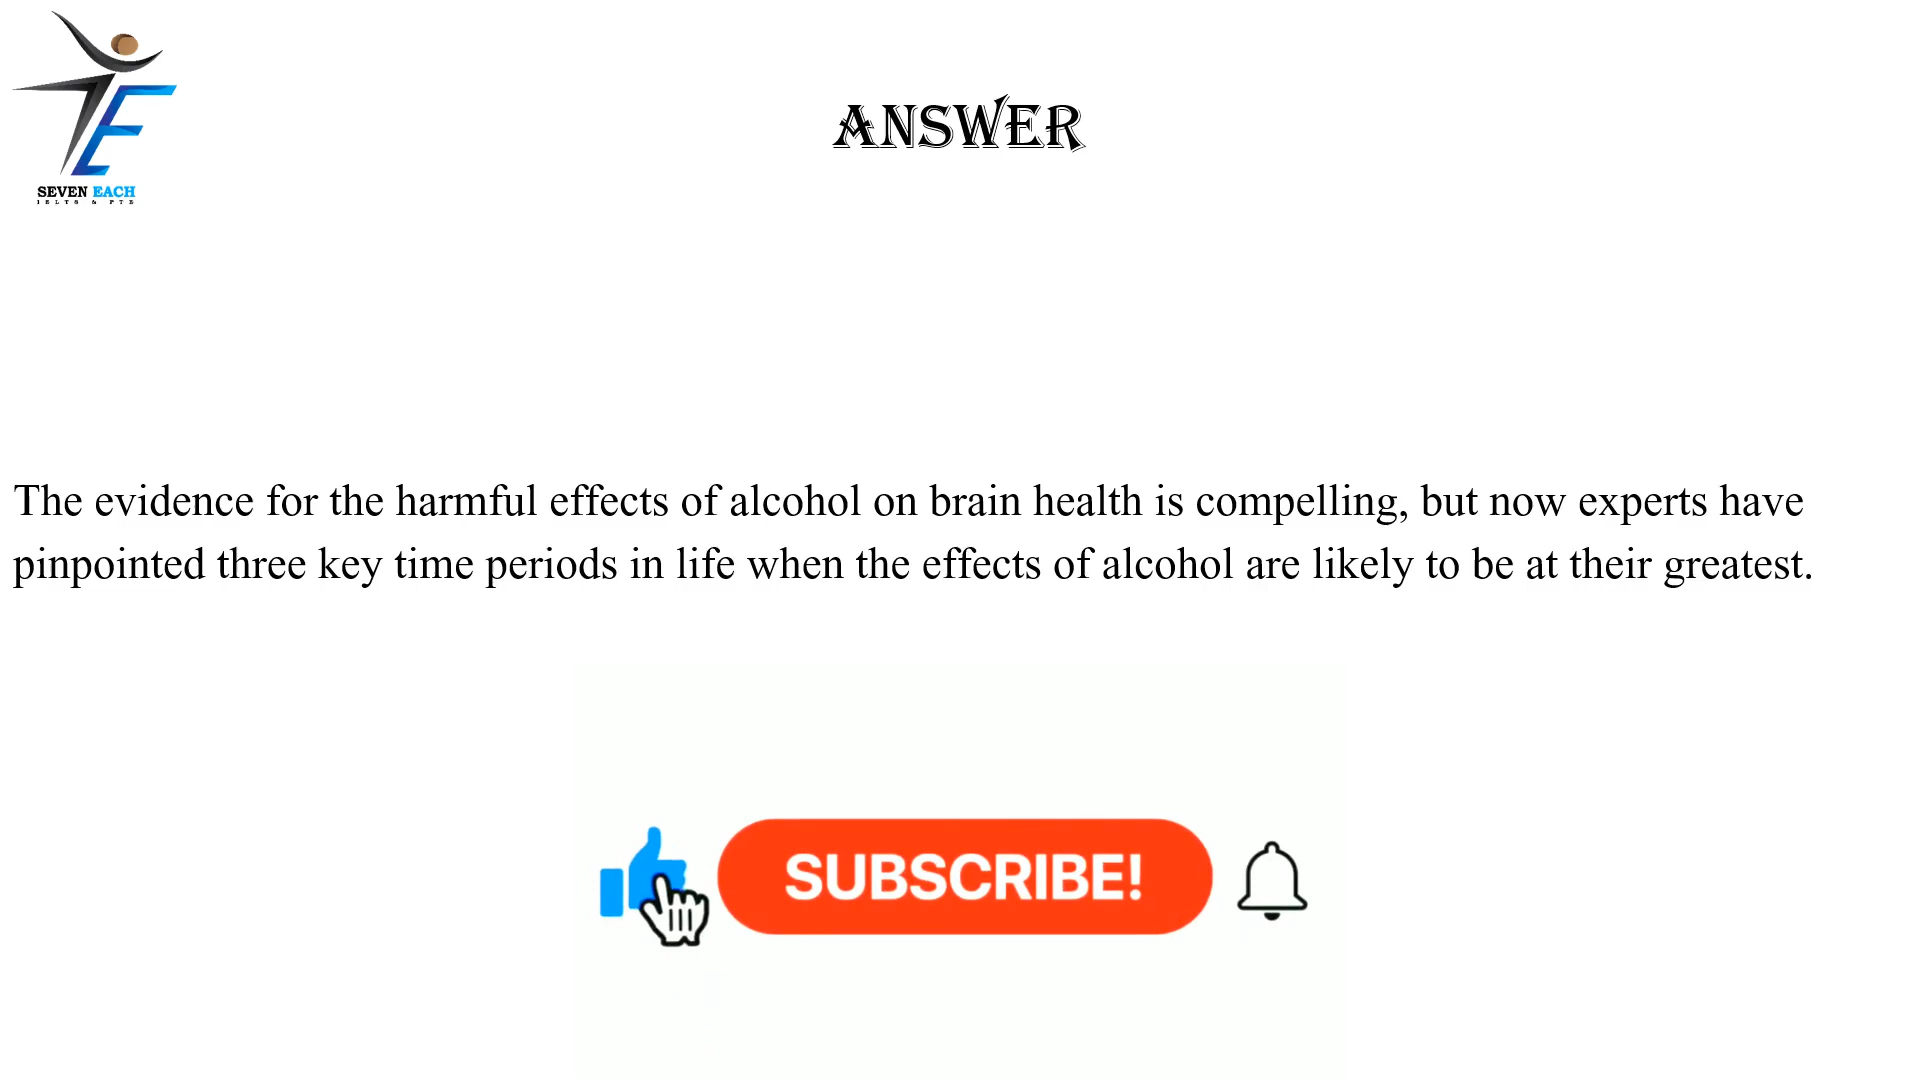 ANSWER
SEVEN EACH
IELTS & PTE
The evidence for the harmful effects of alcohol on brain health is compelling, but now experts have
pinpointed three key time periods in life when the effects of alcohol are likely to be at their greatest.
SUBSCRIBE!